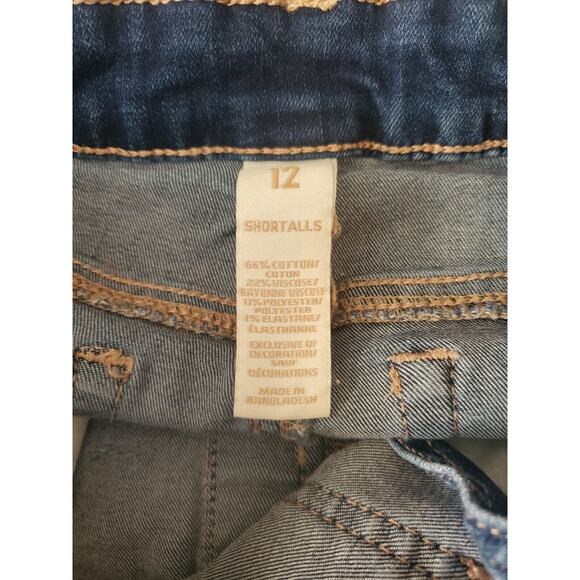 12
SHORTALLS
66% COTTON/
COTON
22% VISCOSE/
RAYONNE VISCOSE
11% POLYESTER/
POLYESTER
1% ELASTANE/
ÉLASTHANNE
EXCLUSIVE OF
DECORATION/
SAUF
DÉCORATIONS
MADE IN
BANGLADESH